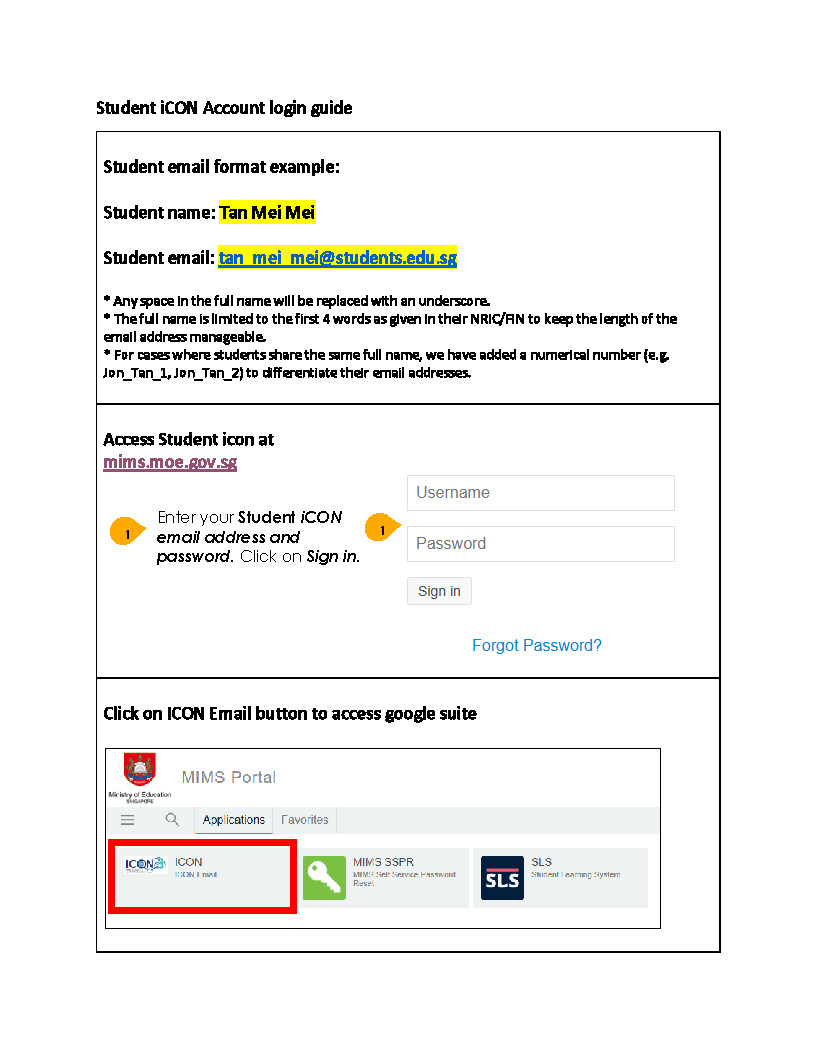 Student iCON Account login guide
Student email format example:
Student name: Tan Mei Mei
Student email: tan_mei_mei@students.edu.sg
* Any space in the full name will be replaced with an underscore.
* The full name is limited to the first 4 words as given in their NRIC/FIN to keep the length of the
email address manageable.
* For cases where students share the same full name, we have added a numerical number (e.g.
Jon_Tan_1, Jon_Tan_2) to differentiate their email addresses.
Access Student icon at
mims.moe.gov.sg
1
Enter your Student iCON
email address and
password. Click on Sign in.
1
Username
Password
Sign in
Forgot Password?
Click on ICON Email button to access google suite
Ministry of Education
SINGAPORE
MIMS Portal
Applications
Favorites
ICON
ICON
ICON Email
MIMS SSPR
MIMS Self Service Password
Reset
SLS
SLS
Student Learning System